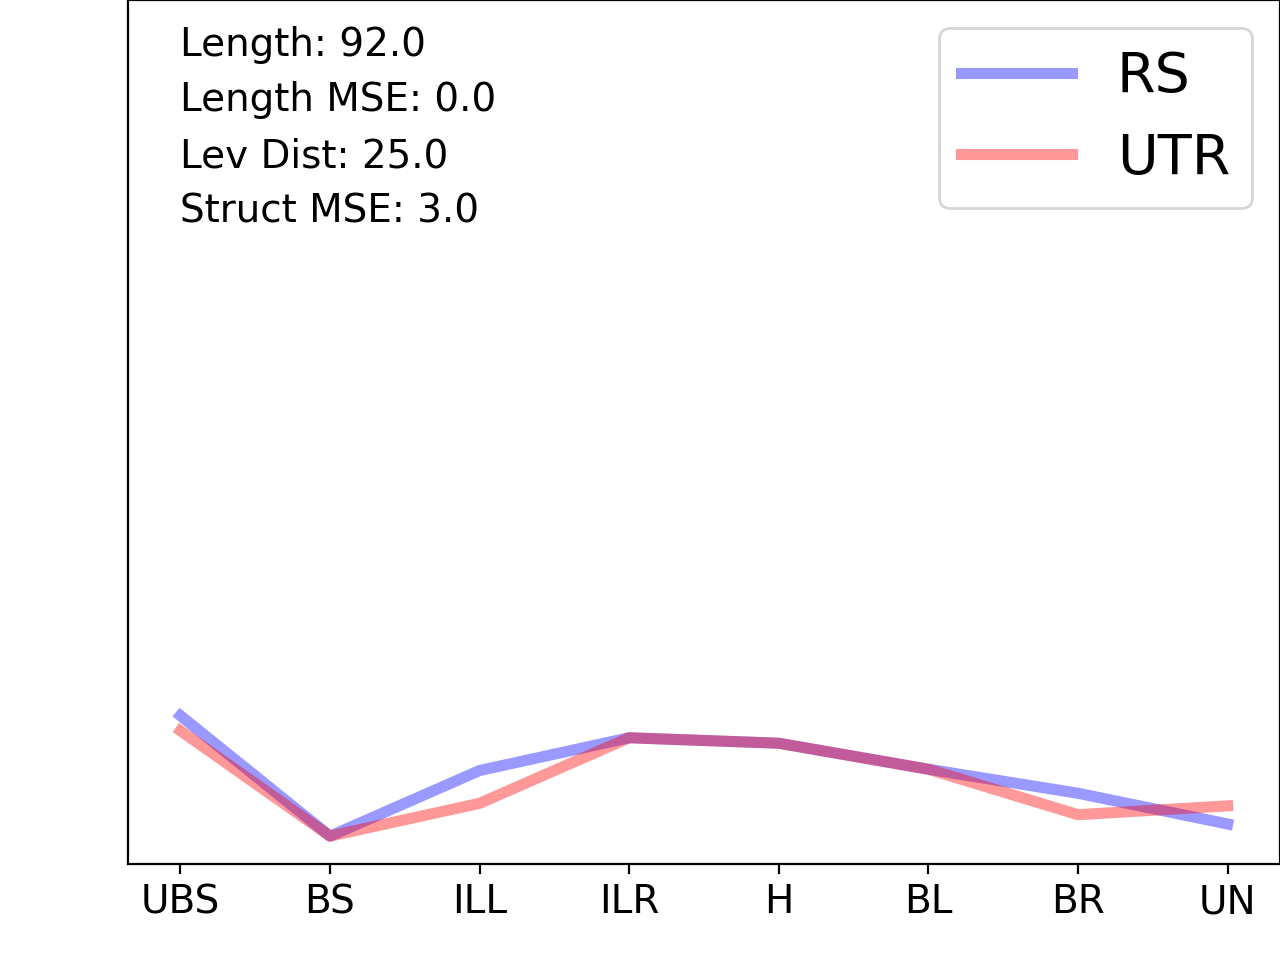 Length: 92.0
Length MSE: 0.0
Lev Dist: 25.0
Struct MSE: 3.0
RS
UTR
UBS BS ILL ILR H BL BR UN